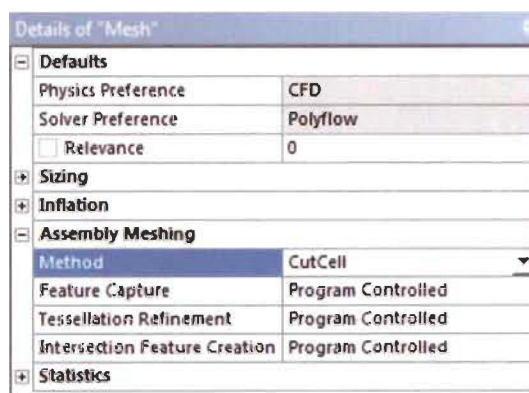 Details of "Mesh"
Defaults
Physics Preference CFD
Solver Preference Polyflow
Relevance 0
Sizing
Inflation
Assembly Meshing
Method CutCell
Feature Capture Program Controlled
Tessellation Refinement Program Controlled
Intersection Feature Creation Program Controlled
Statistics